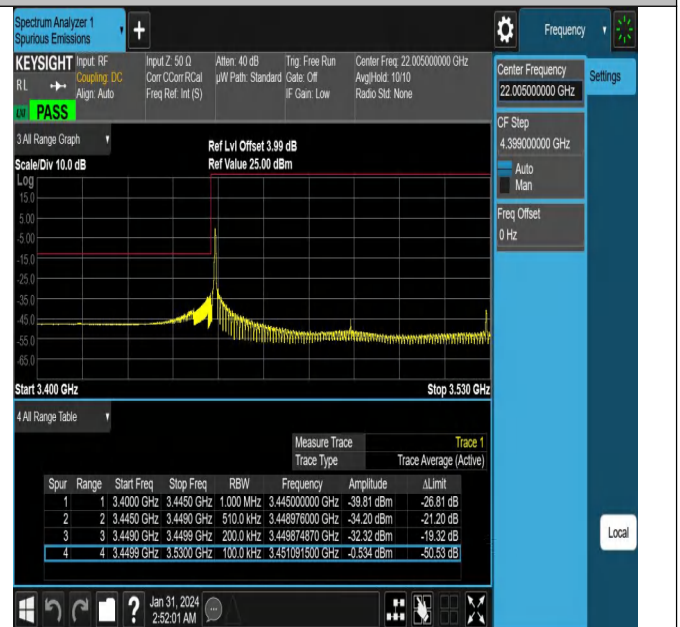 Spectrum Analyzer 1
Spurious Emissions
+
Frequency
KEYSIGHT Input: RF Input Z: 50 Ω Atten: 40 dB Trig: Free Run Center Freq: 22.005000000 GHz
RL Coupling: DC Corr CCorr RCal µW Path: Standard Gate: Off Avg|Hold: 10/10
Align: Auto Freq Ref: Int (S) IF Gain: Low Radio Std: None
PASS
Center Frequency
22.005000000 GHz
Settings
CF Step
4.399000000 GHz
Auto
Man
Freq Offset
0 Hz
3 All Range Graph
Ref Lvl Offset 3.99 dB
Scale/Div 10.0 dB Ref Value 25.00 dBm
Log
15.0
5.00
-5.00
-15.0
-25.0
-35.0
-45.0
-55.0
-65.0
Start 3.400 GHz Stop 3.530 GHz
4 All Range Table
Measure Trace Trace 1
Trace Type Trace Average (Active)
Spur Range Start Freq Stop Freq RBW Frequency Amplitude ΔLimit
1 1 3.4000 GHz 3.4450 GHz 1.000 MHz 3.445000000 GHz -39.81 dBm -26.81 dB
2 2 3.4450 GHz 3.4490 GHz 510.0 kHz 3.448976000 GHz -34.20 dBm -21.20 dB
3 3 3.4490 GHz 3.4499 GHz 200.0 kHz 3.449874870 GHz -32.32 dBm -19.32 dB
4 4 3.4499 GHz 3.5300 GHz 100.0 kHz 3.451091500 GHz -0.534 dBm -50.53 dB
Local
?
Jan 31, 2024
2:52:01 AM